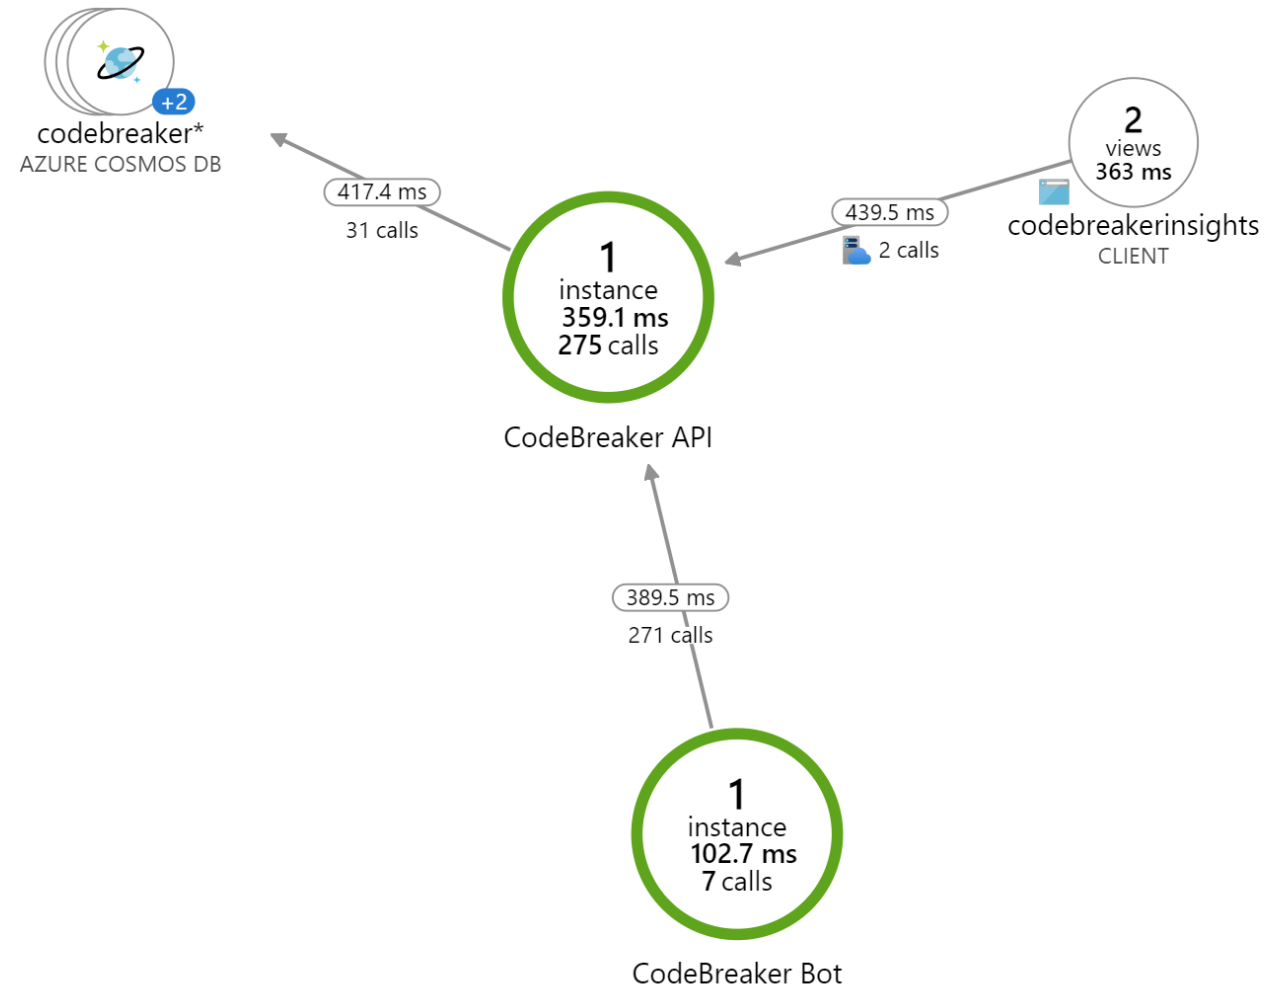 +2
codebreaker*
AZURE COSMOS DB
417.4 ms
31 calls
1
instance
359.1 ms
275 calls
CodeBreaker API
439.5 ms
2 calls
2
views
363 ms
codebreakerinsights
CLIENT
389.5 ms
271 calls
1
instance
102.7 ms
7 calls
CodeBreaker Bot